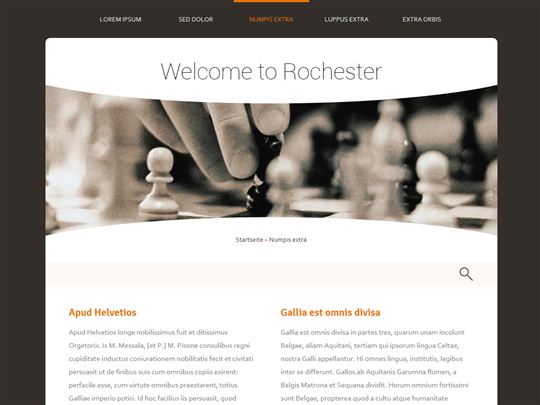 LOREM IPSUM
SED DOLOR
NUMPIS EXTRA
LUPPUS EXTRA
EXTRA ORBIS
Welcome to Rochester
Startseite » Numpis extra
Apud Helvetios
Apud Helvetios longe nobilissimus fuit et ditissimus
Orgetorix. Is M. Messala, [et P.] M. Pisone consulibus regni
cupiditate inductus coniurationem nobilitatis fecit et civitati
persuasit ut de finibus suis cum omnibus copiis exirent:
perfacile esse, cum virtute omnibus praestarent, totius
Galliae imperio potiri. Id hoc facilius iis persuasit, quod
Gallia est omnis divisa
Gallia est omnis divisa in partes tres, quarum unam incolunt
Belgae, aliam Aquitani, tertiam qui ipsorum lingua Celtae,
nostra Galli appellantur. Hi omnes lingua, institutis, legibus
inter se differunt. Gallos ab Aquitanis Garumna flumen, a
Belgis Matrona et Sequana dividit. Horum omnium fortissimi
sunt Belgae, propterea quod a cultu atque humanitate